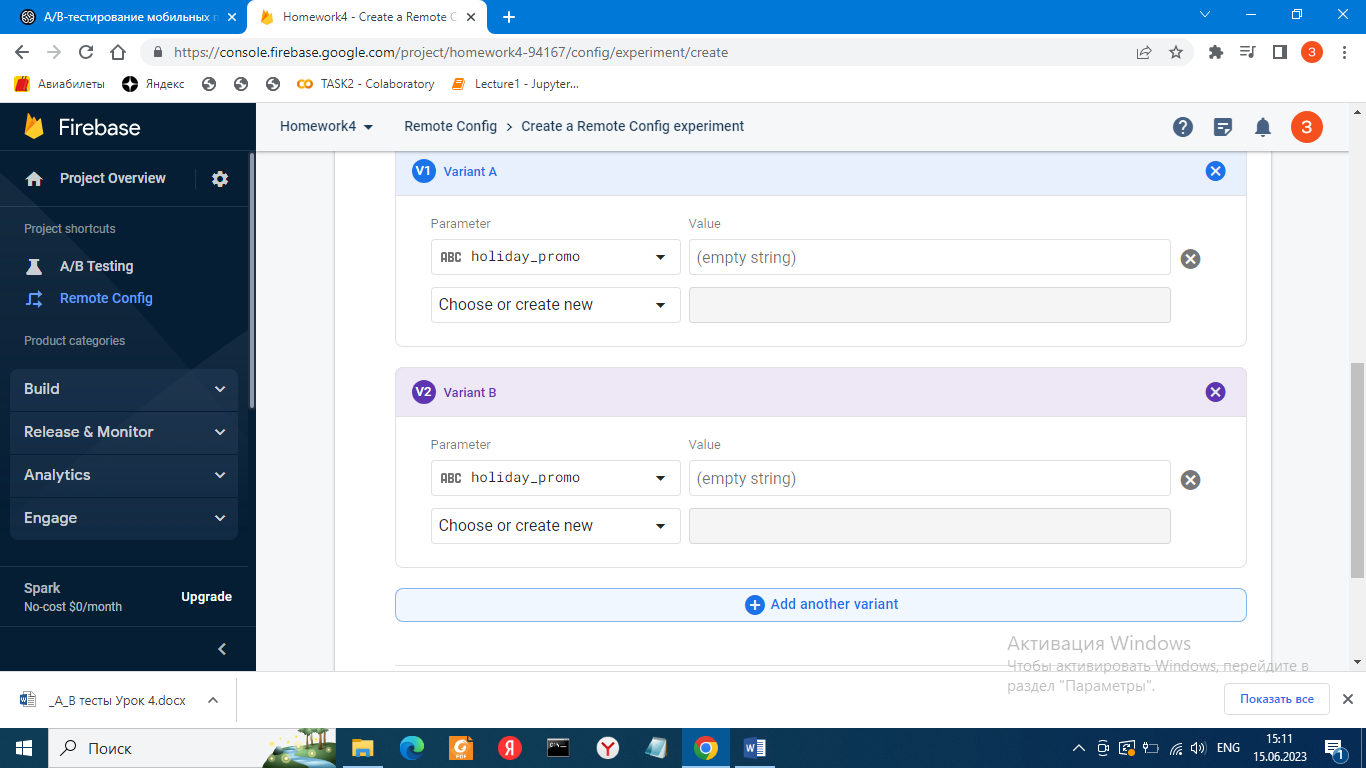 А/В-тестирование мобильных п
Homework4 - Create a Remote C
https://console.firebase.google.com/project/homework4-94167/config/experiment/create
3
Авиабилеты
Яндекс
TASK2 - Colaboratory
Lecture1 - Jupyter...
Firebase
Homework4
Remote Config > Create a Remote Config experiment
?
3
Project Overview
Project shortcuts
A/B Testing
Remote Config
Product categories
Build
Release & Monitor
Analytics
Engage
Spark
No-cost $0/month
Upgrade
V1 Variant A
Parameter Value
ABC holiday_promo (empty string)
Choose or create new
V2 Variant B
Parameter Value
ABC holiday_promo (empty string)
Choose or create new
Add another variant
Активация Windows
Чтобы активировать Windows, перейдите в
раздел "Параметры".
_A_B тесты Урок 4.docx
Показать все
Поиск
ENG
15:11
15.06.2023
1